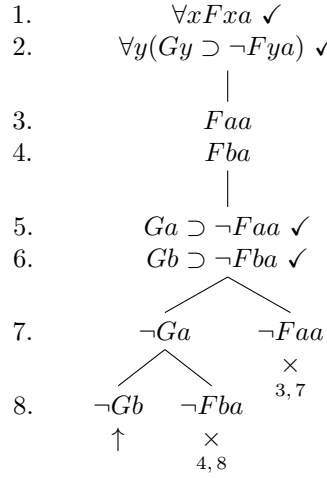 1. ∀xFxa ✓
2. ∀y(Gy ⊃ ¬Fya) ✓
3. Faa
4. Fba
5. Ga ⊃ ¬Faa ✓
6. Gb ⊃ ¬Fba ✓
7. ¬Ga ¬Faa
×
3, 7
8. ¬Gb ¬Fba
↑ ×
4, 8